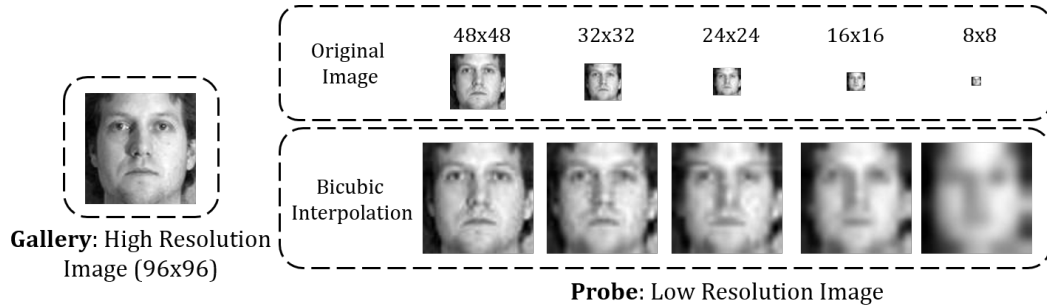 Gallery: High Resolution
Image (96x96)
Original
Image
48x48 32x32 24x24 16x16 8x8
Bicubic
Interpolation
Probe: Low Resolution Image